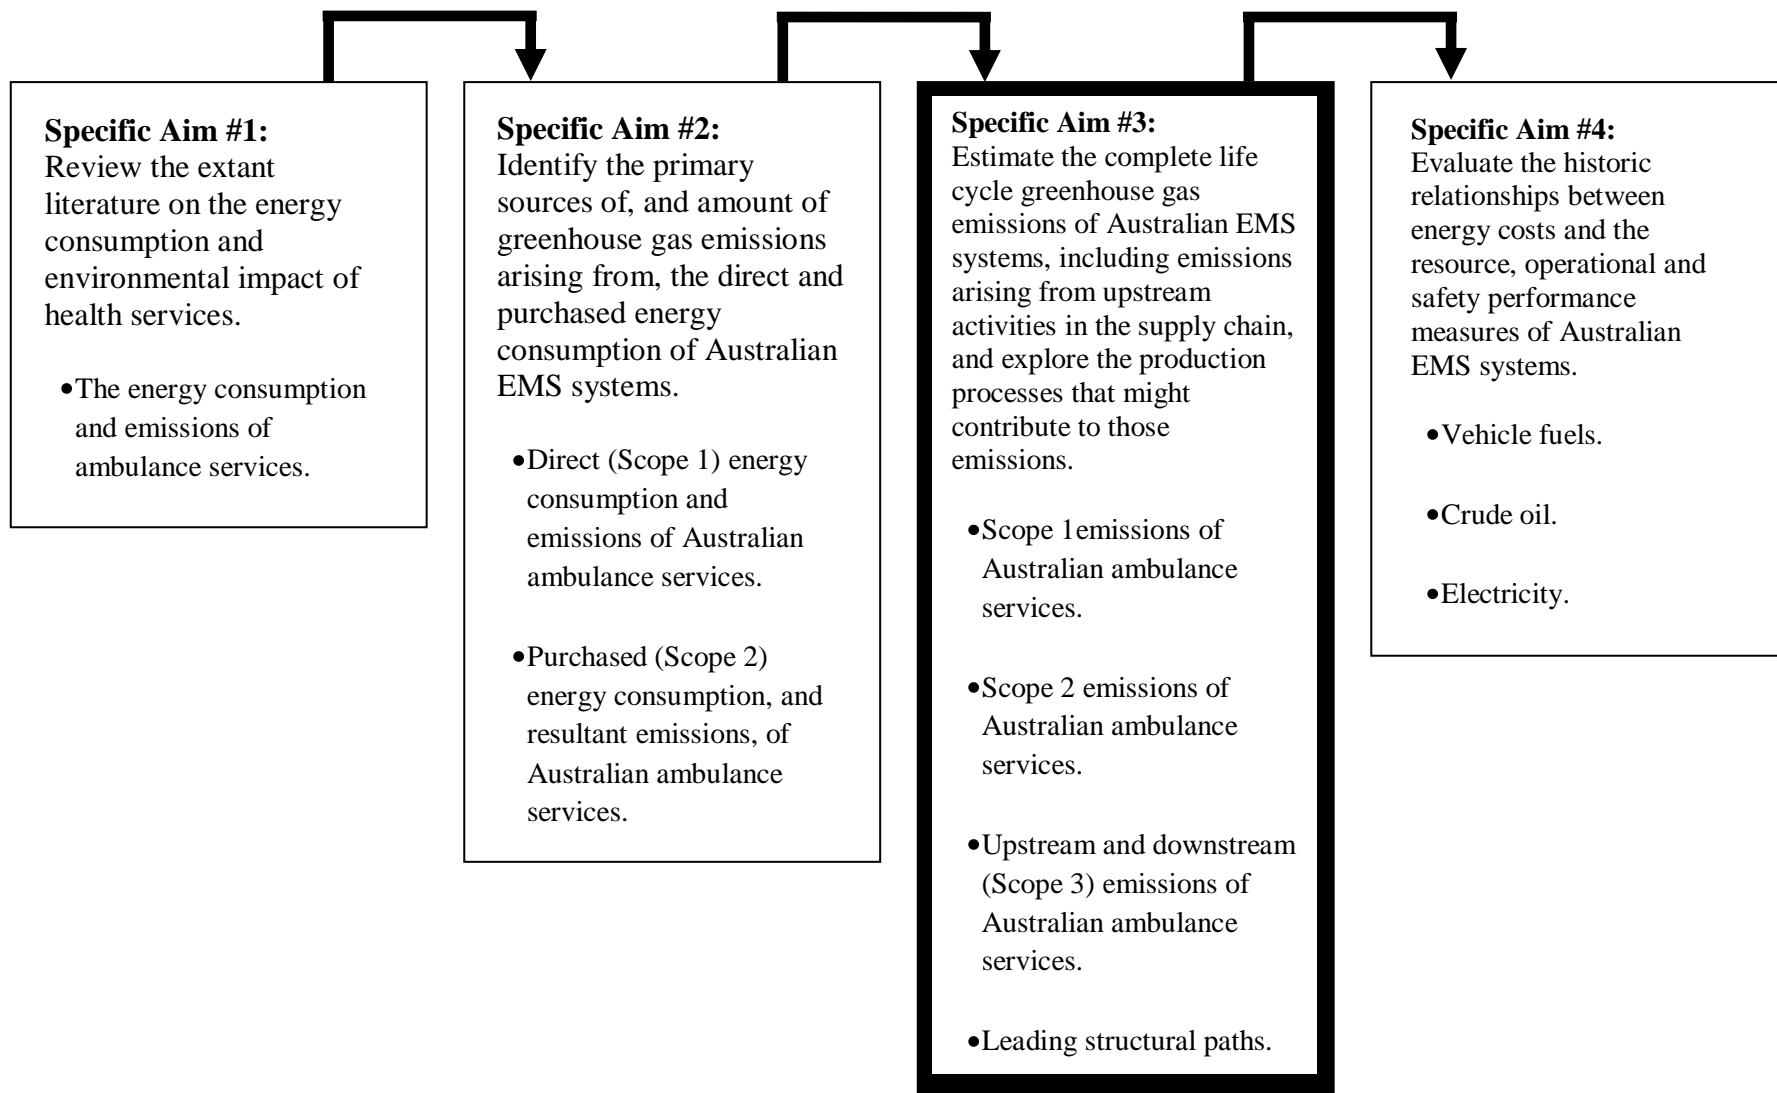 Specific Aim #1:
Review the extant
literature on the energy
consumption and
environmental impact of
health services.
•The energy consumption
and emissions of
ambulance services.
Specific Aim #2:
Identify the primary
sources of, and amount of
greenhouse gas emissions
arising from, the direct and
purchased energy
consumption of Australian
EMS systems.
•Direct (Scope 1) energy
consumption and
emissions of Australian
ambulance services.
•Purchased (Scope 2)
energy consumption, and
resultant emissions, of
Australian ambulance
services.
Specific Aim #3:
Estimate the complete life
cycle greenhouse gas
emissions of Australian EMS
systems, including emissions
arising from upstream
activities in the supply chain,
and explore the production
processes that might
contribute to those
emissions.
•Scope 1emissions of
Australian ambulance
services.
•Scope 2 emissions of
Australian ambulance
services.
•Upstream and downstream
(Scope 3) emissions of
Australian ambulance
services.
•Leading structural paths.
Specific Aim #4:
Evaluate the historic
relationships between
energy costs and the
resource, operational and
safety performance
measures of Australian
EMS systems.
•Vehicle fuels.
•Crude oil.
•Electricity.